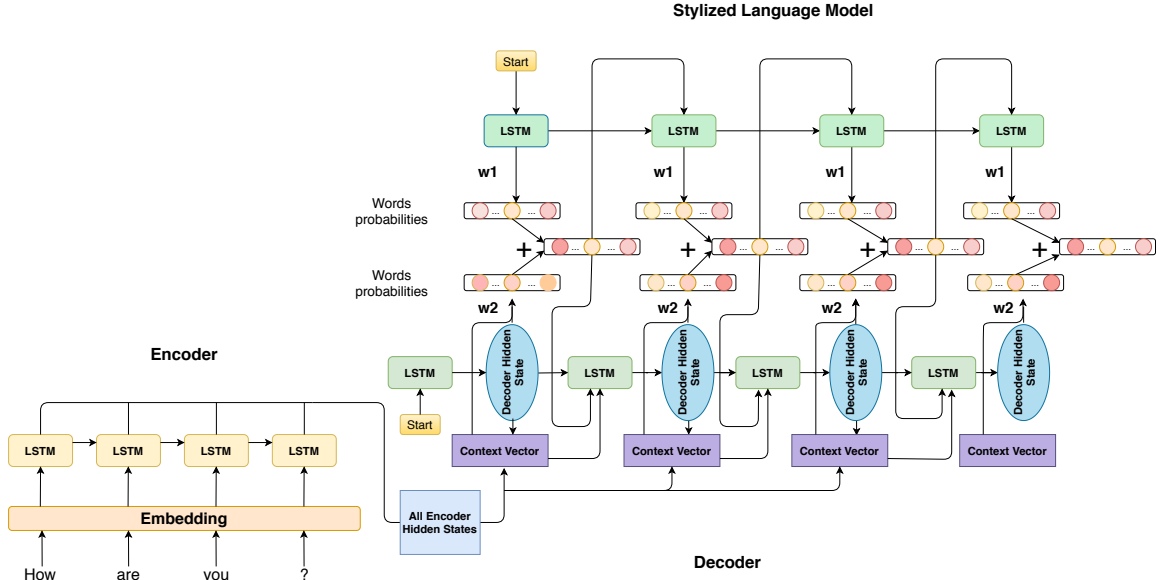 Stylized Language Model
Start
LSTM
LSTM
LSTM
LSTM
w1
w1
w1
w1
Words
probabilities
... ...
... ...
... ...
... ...
+
... ...
+
... ...
+
... ...
+
... ...
Words
probabilities
... ...
... ...
... ...
... ...
w2
w2
w2
w2
Encoder
LSTM
Decoder Hidden
State
LSTM
Decoder Hidden
State
LSTM
Decoder Hidden
State
LSTM
Decoder Hidden
State
Start
LSTM
LSTM
LSTM
LSTM
Context Vector
Context Vector
Context Vector
Context Vector
All Encoder
Hidden States
Embedding
Decoder
How
are
you
?